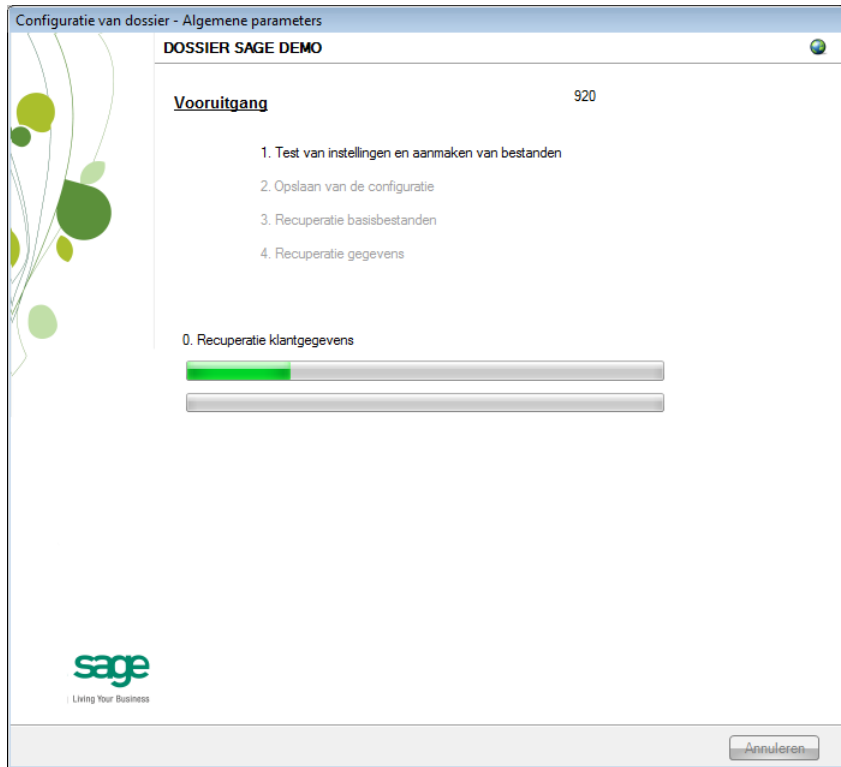 Configuratie van dossier - Algemene parameters
DOSSIER SAGE DEMO
Vooruitgang
920
1. Test van instellingen en aanmaken van bestanden
2. Opslaan van de configuratie
3. Recuperatie basisbestanden
4. Recuperatie gegevens
0. Recuperatie klantgegevens
sage
Living Your Business
Annuleren